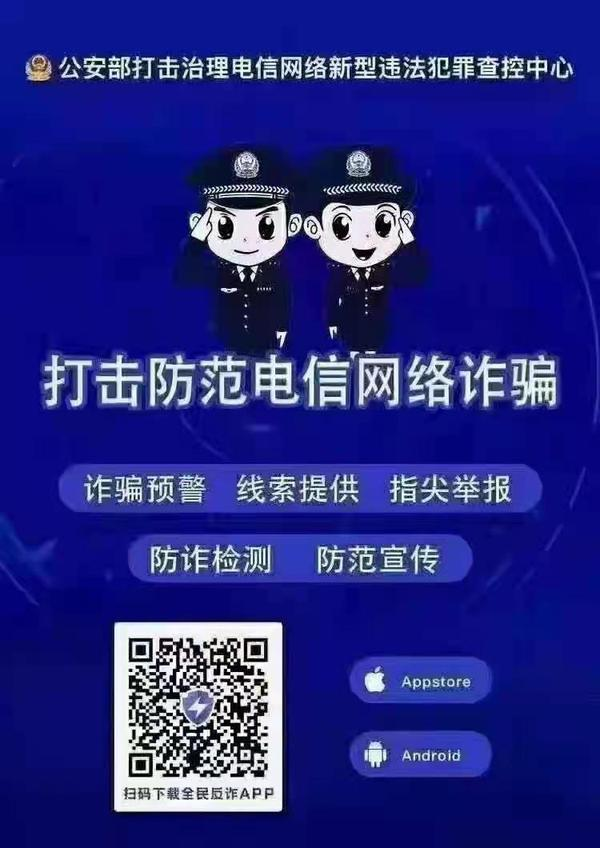 公安部打击治理电信网络新型违法犯罪查控中心
打击防范电信网络诈骗
诈骗预警 线索提供 指尖举报
防诈检测 防范宣传
Appstore
Android
扫码下载全民反诈APP